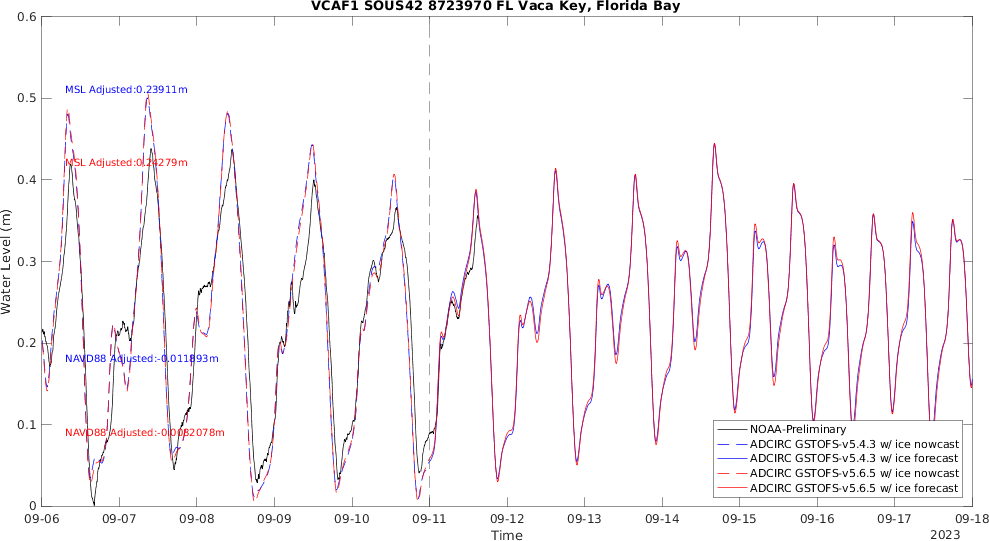 VCAF1 SOUS42 8723970 FL Vaca Key, Florida Bay
0.6
0.5
0.4
0.3
0.2
0.1
0
Water Level (m)
MSL Adjusted:0.23911m
MSL Adjusted:0.24279m
NAVD88 Adjusted:-0.011893m
NAVD88 Adjusted:-0.0082078m
NOAA-Preliminary
ADCIRC GSTOFS-v5.4.3 w/ ice nowcast
ADCIRC GSTOFS-v5.4.3 w/ ice forecast
ADCIRC GSTOFS-v5.6.5 w/ ice nowcast
ADCIRC GSTOFS-v5.6.5 w/ ice forecast
09-06 09-07 09-08 09-09 09-10 09-11 09-12 09-13 09-14 09-15 09-16 09-17 09-18
Time
2023